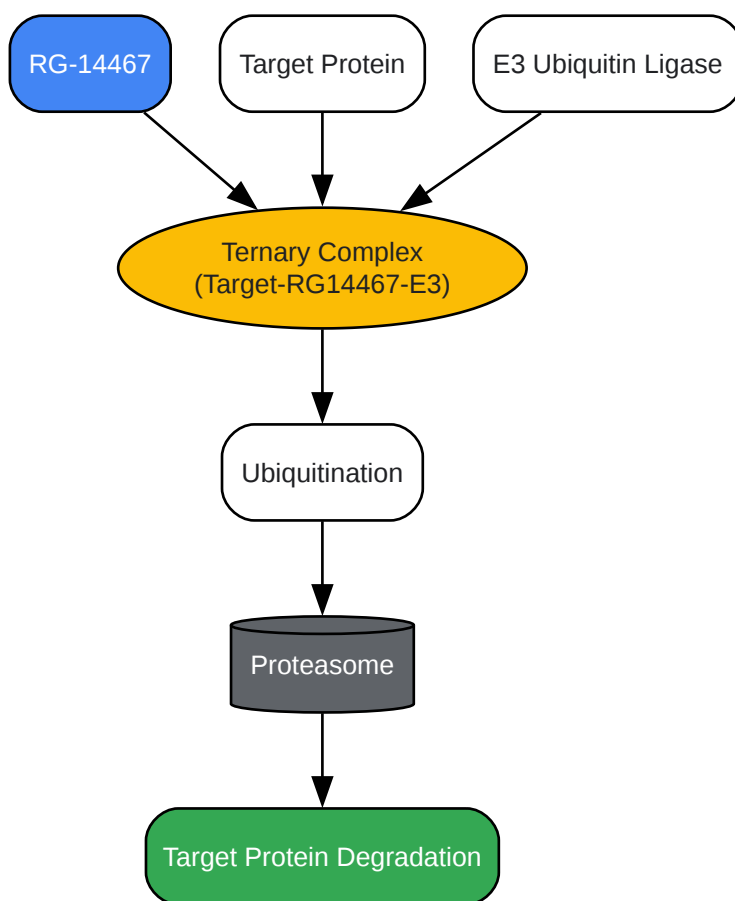 RG-14467
Target Protein
E3 Ubiquitin Ligase
Ternary Complex
(Target-RG14467-E3)
Ubiquitination
Proteasome
Target Protein Degradation